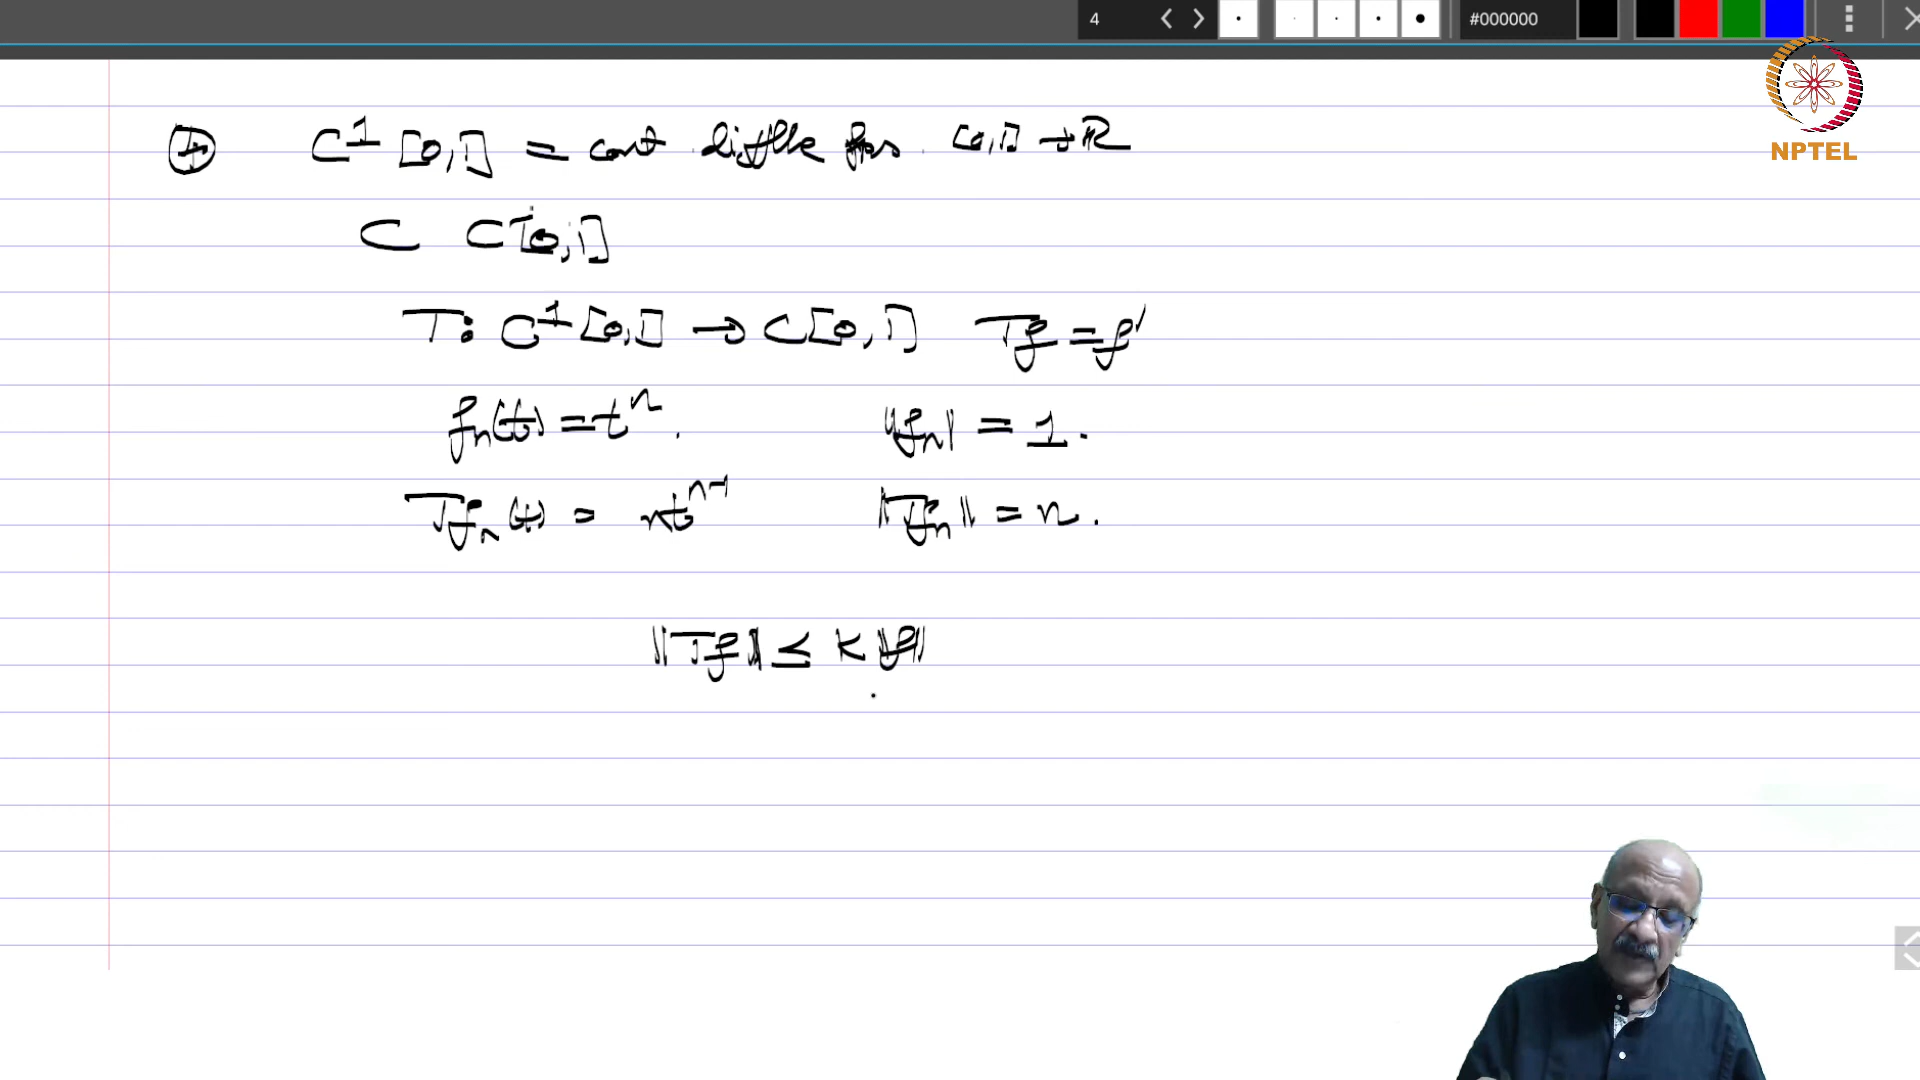 4 #000000
NPTEL
④ C¹[0,1] = cont diffble fns. [0,1] → ℝ
⊂ C[0,1]
T: C¹[0,1] → C[0,1] Tf = f'
fₙ(t) = tⁿ. ‖fₙ‖ = 1.
Tfₙ(t) = ntⁿ⁻¹ ‖Tfₙ‖ = n.
‖Tf‖ ≤ K‖f‖